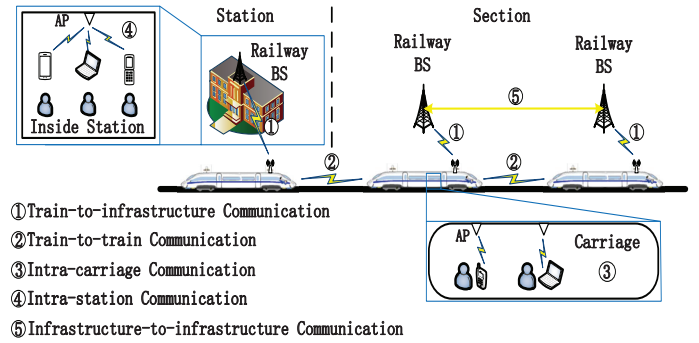 Station
Section
AP
④
Railway
BS
Railway
BS
Railway
BS
Inside Station
①
⑤
①
①
②
②
AP
Carriage
③
①Train-to-infrastructure Communication
②Train-to-train Communication
③Intra-carriage Communication
④Intra-station Communication
⑤Infrastructure-to-infrastructure Communication